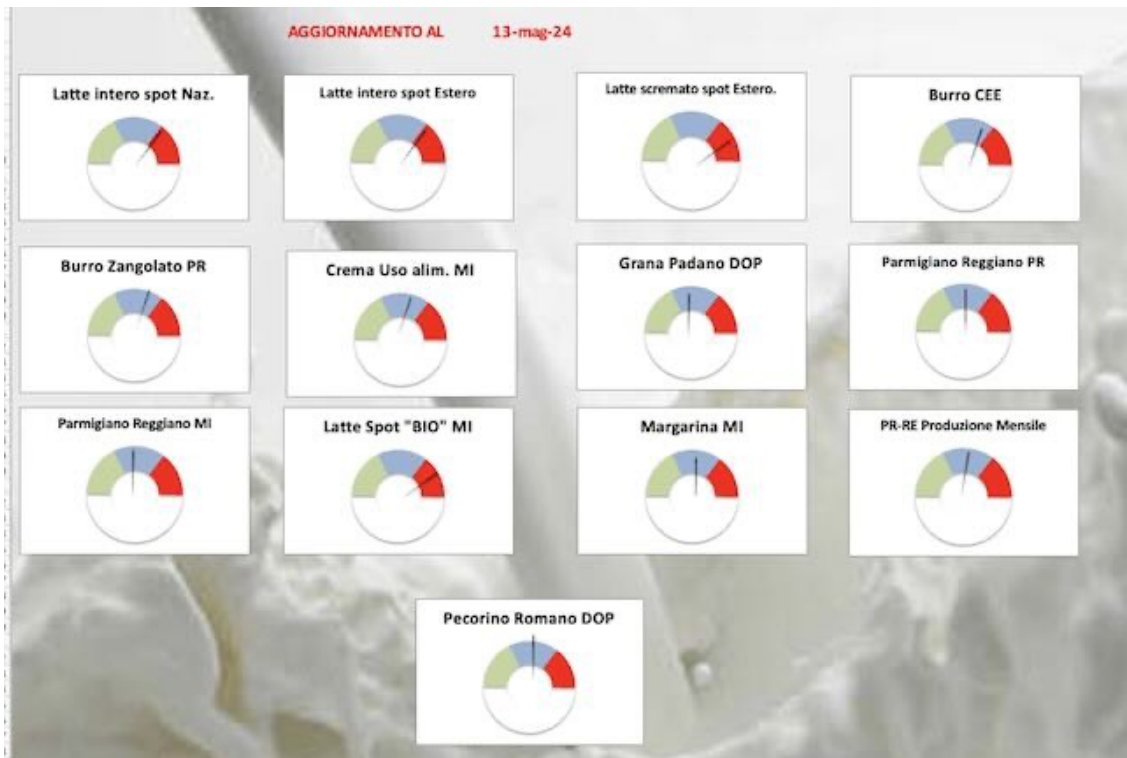 AGGIORNAMENTO AL 13-mag-24
Latte intero spot Naz.
Latte intero spot Estero
Latte scremato spot Estero.
Burro CEE
Burro Zangolato PR
Crema Uso alim. MI
Grana Padano DOP
Parmigiano Reggiano PR
Parmigiano Reggiano MI
Latte Spot "BIO" MI
Margarina MI
PR-RE Produzione Mensile
Pecorino Romano DOP